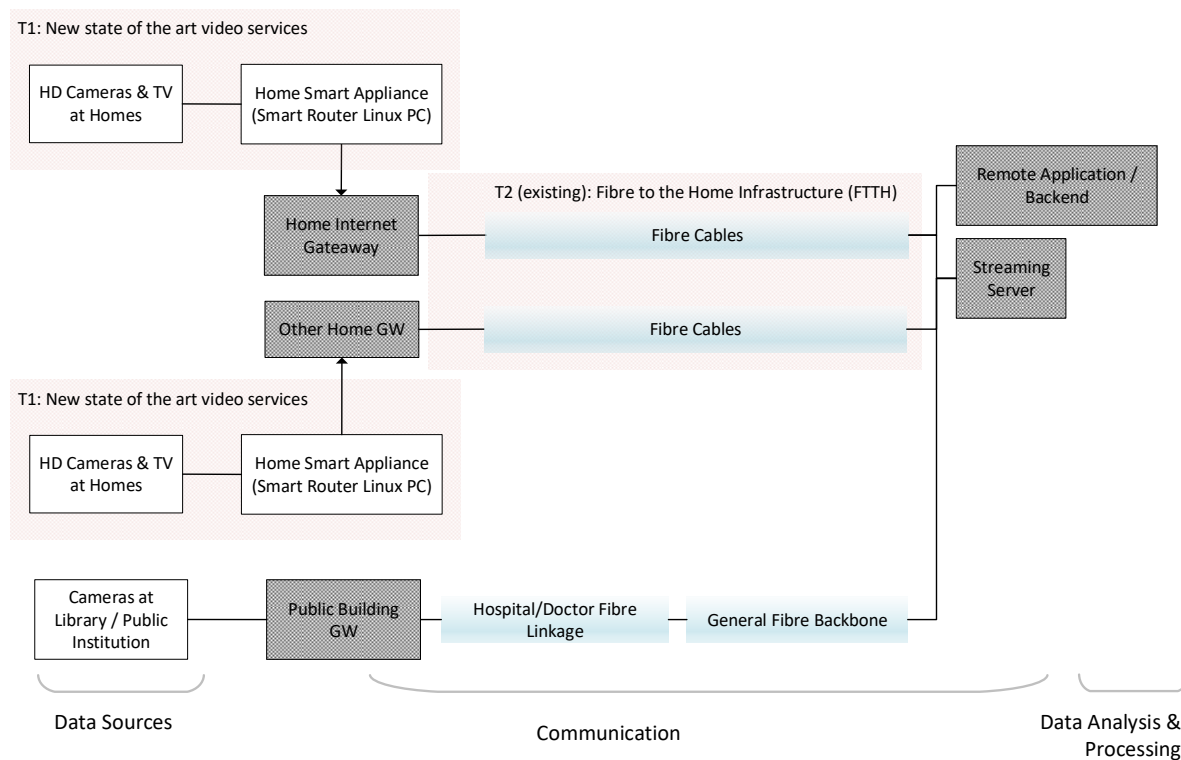 T1: New state of the art video services
HD Cameras & TV
at Homes
Home Smart Appliance
(Smart Router Linux PC)
Home Internet
Gateaway
T2 (existing): Fibre to the Home Infrastructure (FTTH)
Fibre Cables
Remote Application /
Backend
Streaming
Server
Other Home GW
Fibre Cables
T1: New state of the art video services
HD Cameras & TV
at Homes
Home Smart Appliance
(Smart Router Linux PC)
Cameras at
Library / Public
Institution
Public Building
GW
Hospital/Doctor Fibre
Linkage
General Fibre Backbone
Data Sources
Communication
Data Analysis &
Processing